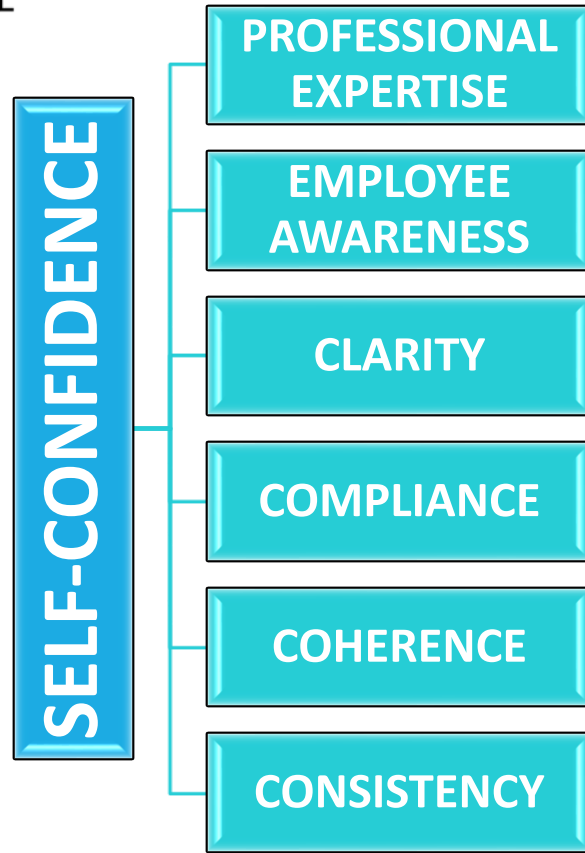 SELF-CONFIDENCE
PROFESSIONAL
EXPERTISE
EMPLOYEE
AWARENESS
CLARITY
COMPLIANCE
COHERENCE
CONSISTENCY